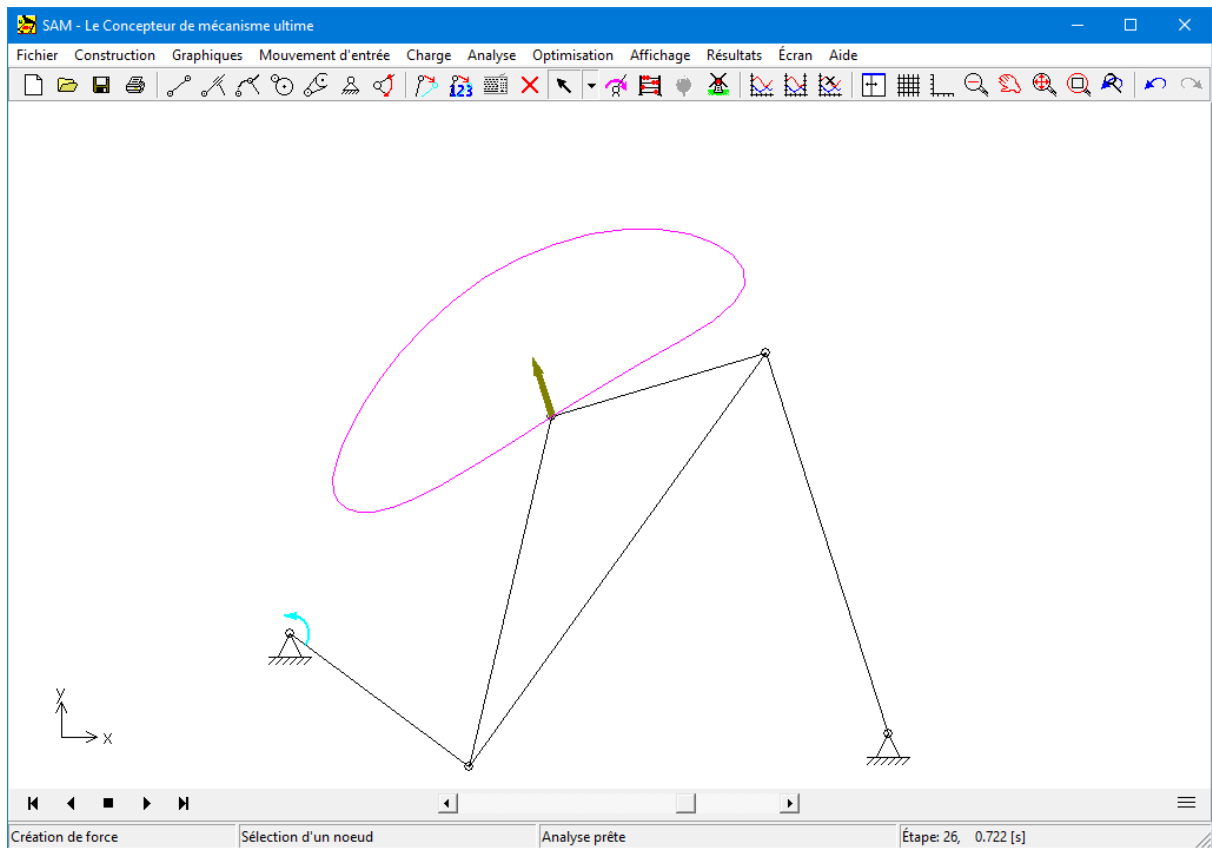 SAM - Le Concepteur de mécanisme ultime
Fichier Construction Graphiques Mouvement d'entrée Charge Analyse Optimisation Affichage Résultats Écran Aide
123
y
x
Création de force Sélection d'un noeud Analyse prête Étape: 26, 0.722 [s]